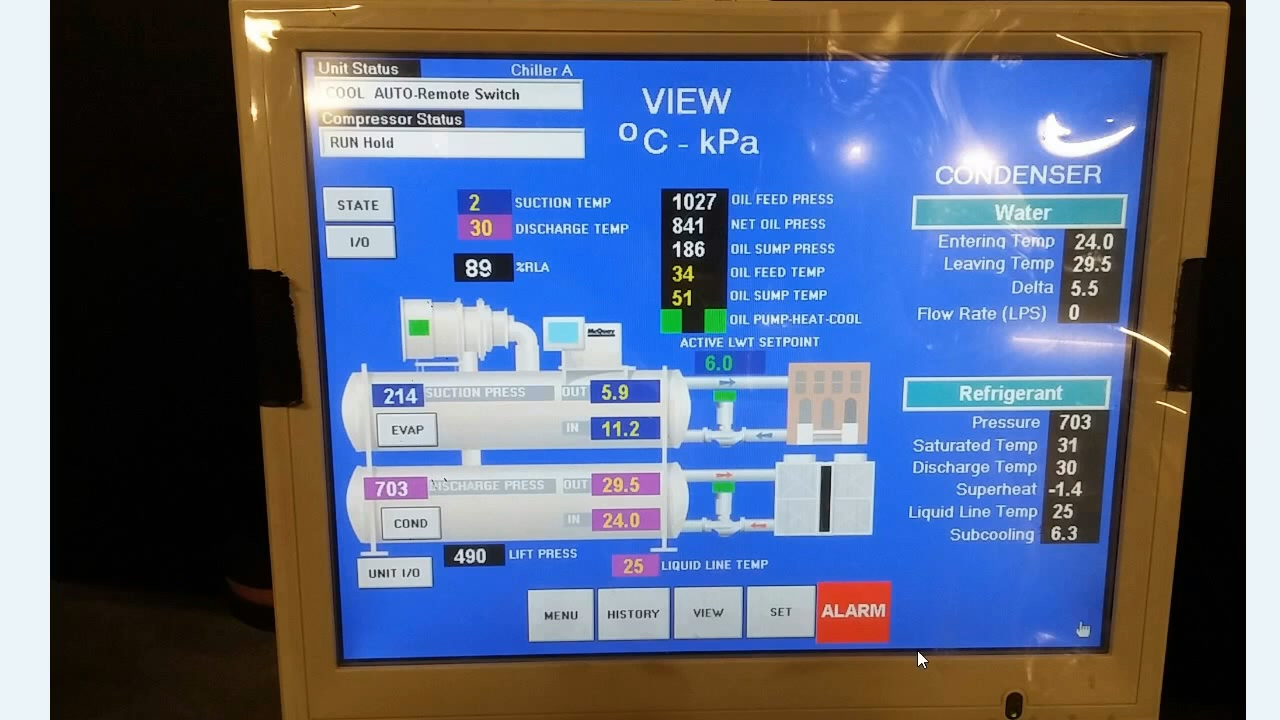 Unit Status
Chiller A
COOL AUTO-Remote Switch
Compressor Status
RUN Hold
VIEW
ºC - kPa
STATE
I/O
2 SUCTION TEMP
30 DISCHARGE TEMP
89 %RLA
1027 OIL FEED PRESS
841 NET OIL PRESS
186 OIL SUMP PRESS
34 OIL FEED TEMP
51 OIL SUMP TEMP
OIL PUMP-HEAT-COOL
ACTIVE LWT SETPOINT
6.0
McQuay
214 SUCTION PRESS OUT 5.9
EVAP IN 11.2
703 DISCHARGE PRESS OUT 29.5
COND IN 24.0
490 LIFT PRESS
UNIT I/O
25 LIQUID LINE TEMP
CONDENSER
Water
Entering Temp 24.0
Leaving Temp 29.5
Delta 5.5
Flow Rate (LPS) 0
Refrigerant
Pressure 703
Saturated Temp 31
Discharge Temp 30
Superheat -1.4
Liquid Line Temp 25
Subcooling 6.3
MENU HISTORY VIEW SET ALARM